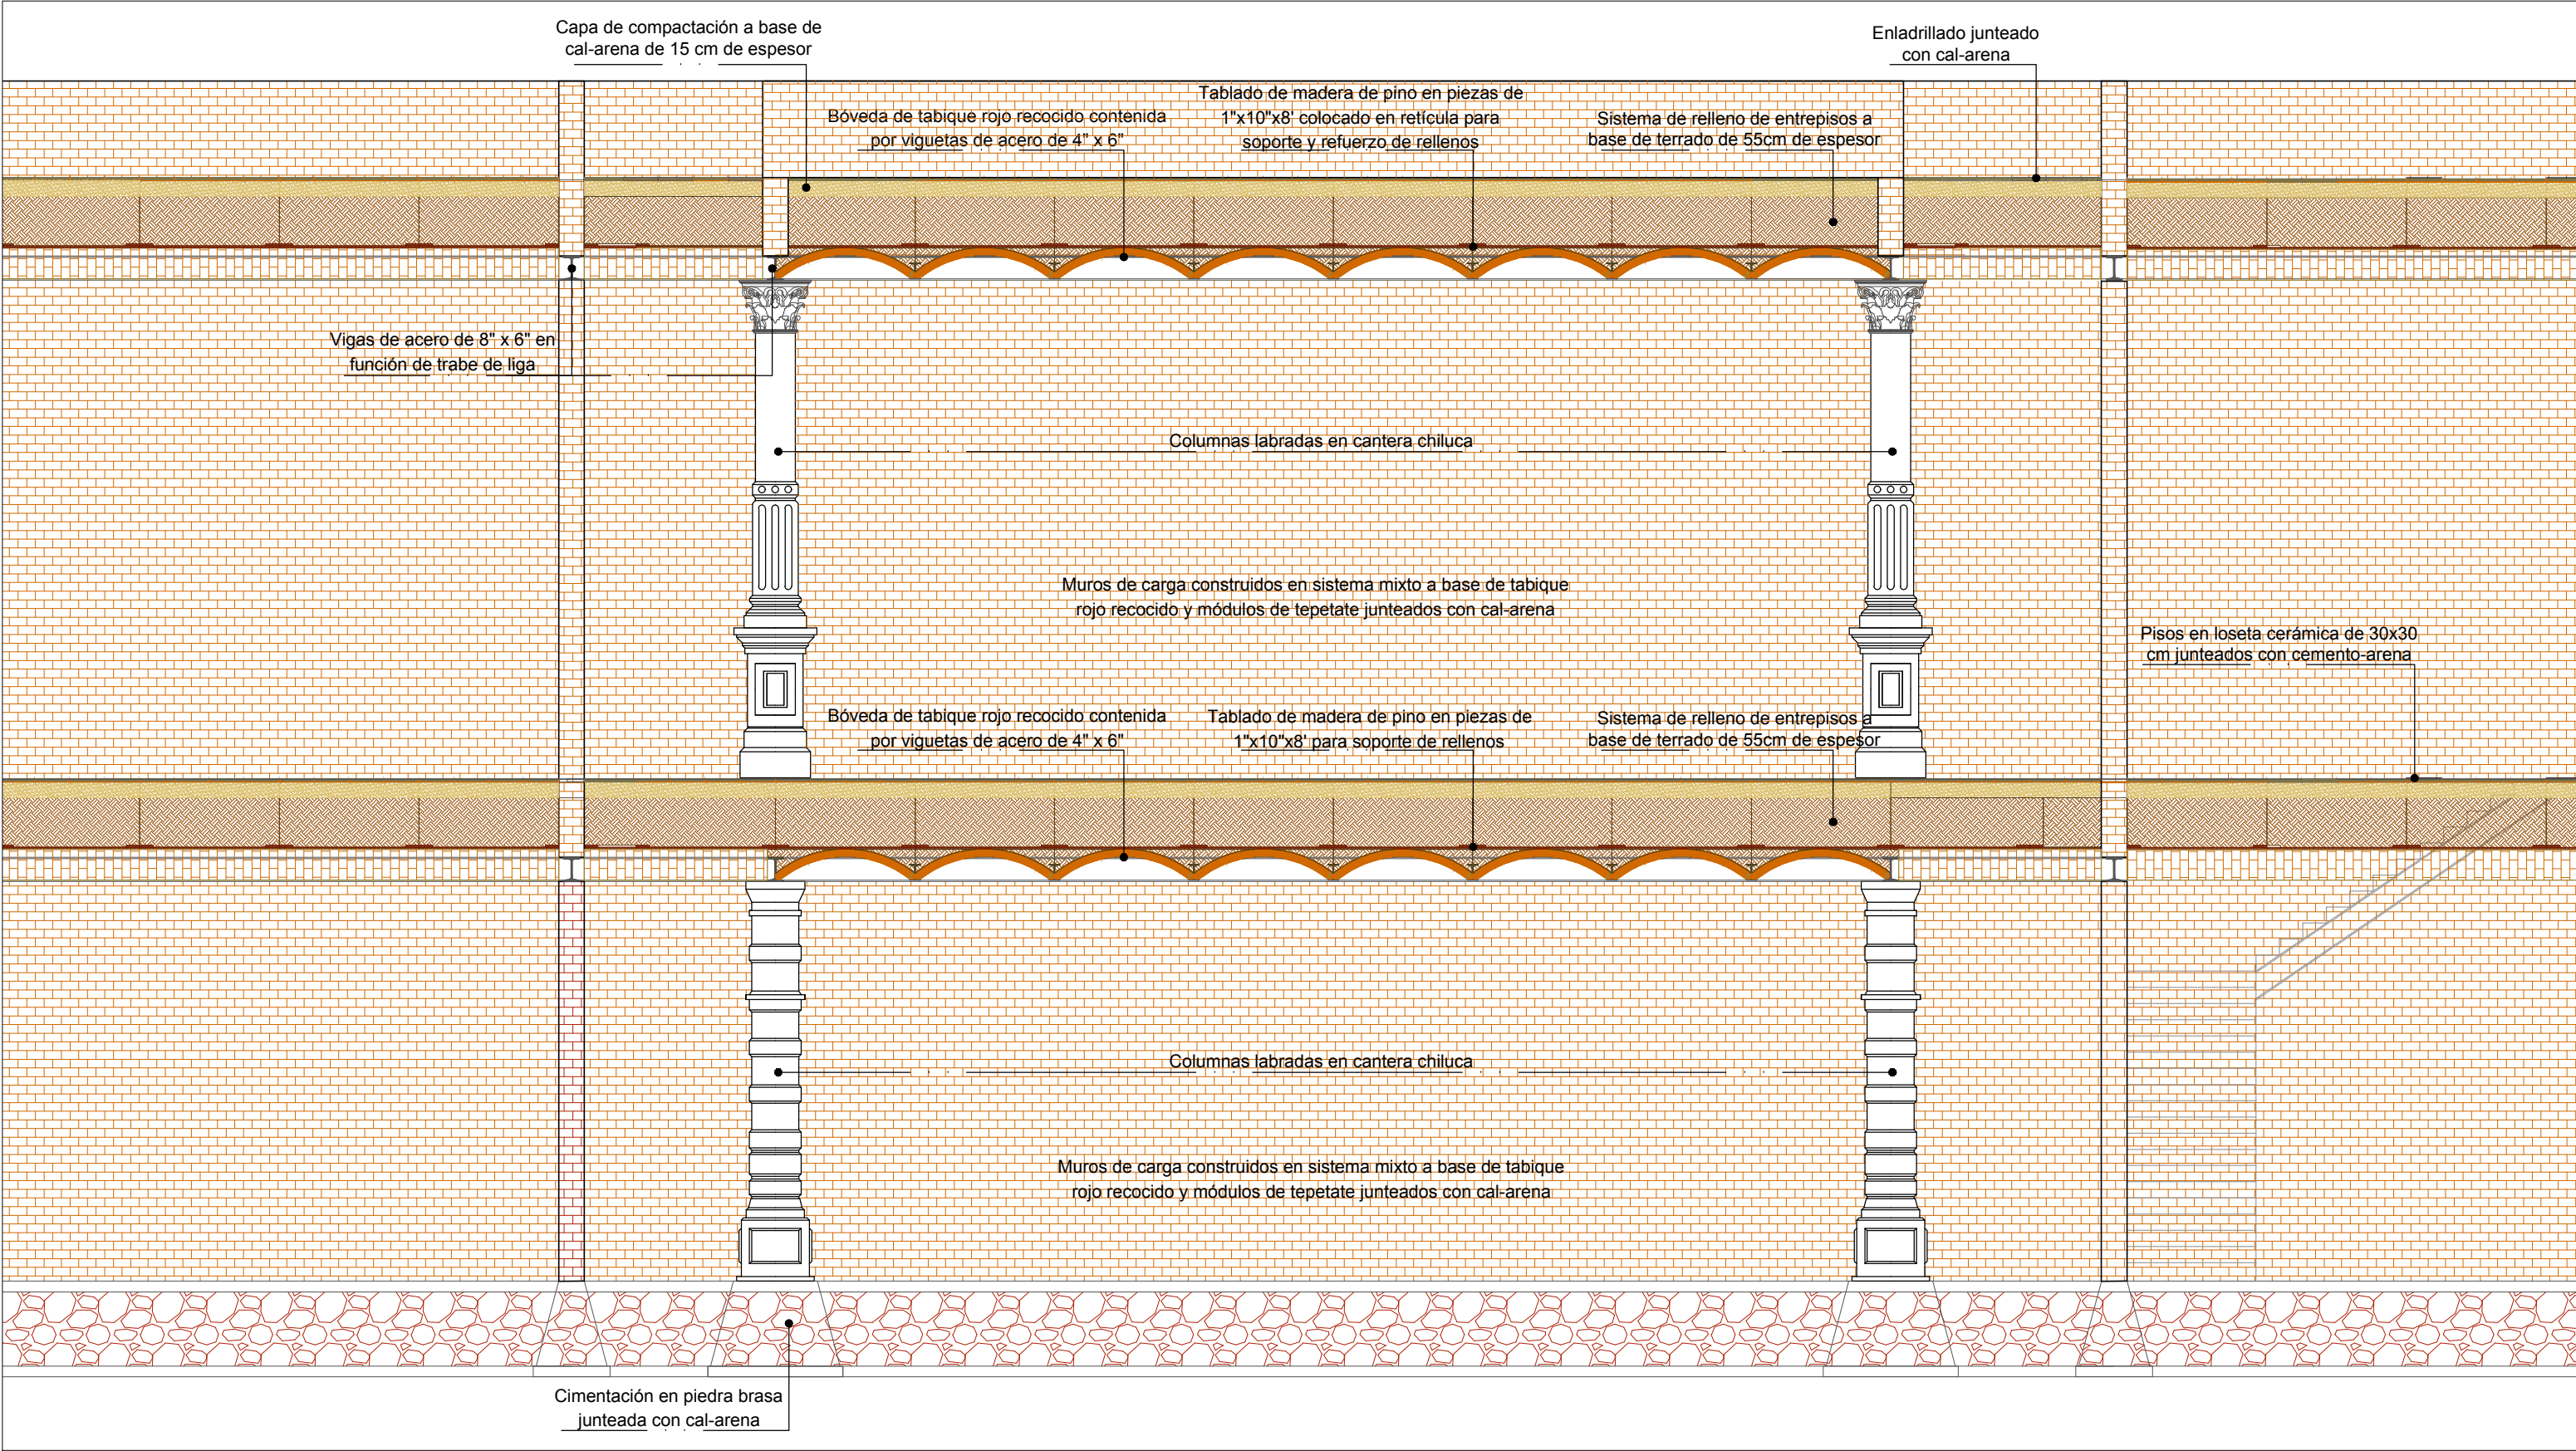 Capa de compactación a base de
cal-arena de 15 cm de espesor
Enladrillado junteado
con cal-arena
Bóveda de tabique rojo recocido contenida
por viguetas de acero de 4" x 6"
Tablado de madera de pino en piezas de
1"x10"x8' colocado en retícula para
soporte y refuerzo de rellenos
Sistema de relleno de entrepisos a
base de terrado de 55cm de espesor
Vigas de acero de 8" x 6" en
función de trabe de liga
Columnas labradas en cantera chiluca
Muros de carga construidos en sistema mixto a base de tabique
rojo recocido y módulos de tepetate junteados con cal-arena
Pisos en loseta cerámica de 30x30
cm junteados con cemento-arena
Bóveda de tabique rojo recocido contenida
por viguetas de acero de 4" x 6"
Tablado de madera de pino en piezas de
1"x10"x8' para soporte de rellenos
Sistema de relleno de entrepisos a
base de terrado de 55cm de espesor
Columnas labradas en cantera chiluca
Muros de carga construidos en sistema mixto a base de tabique
rojo recocido y módulos de tepetate junteados con cal-arena
Cimentación en piedra brasa
junteada con cal-arena